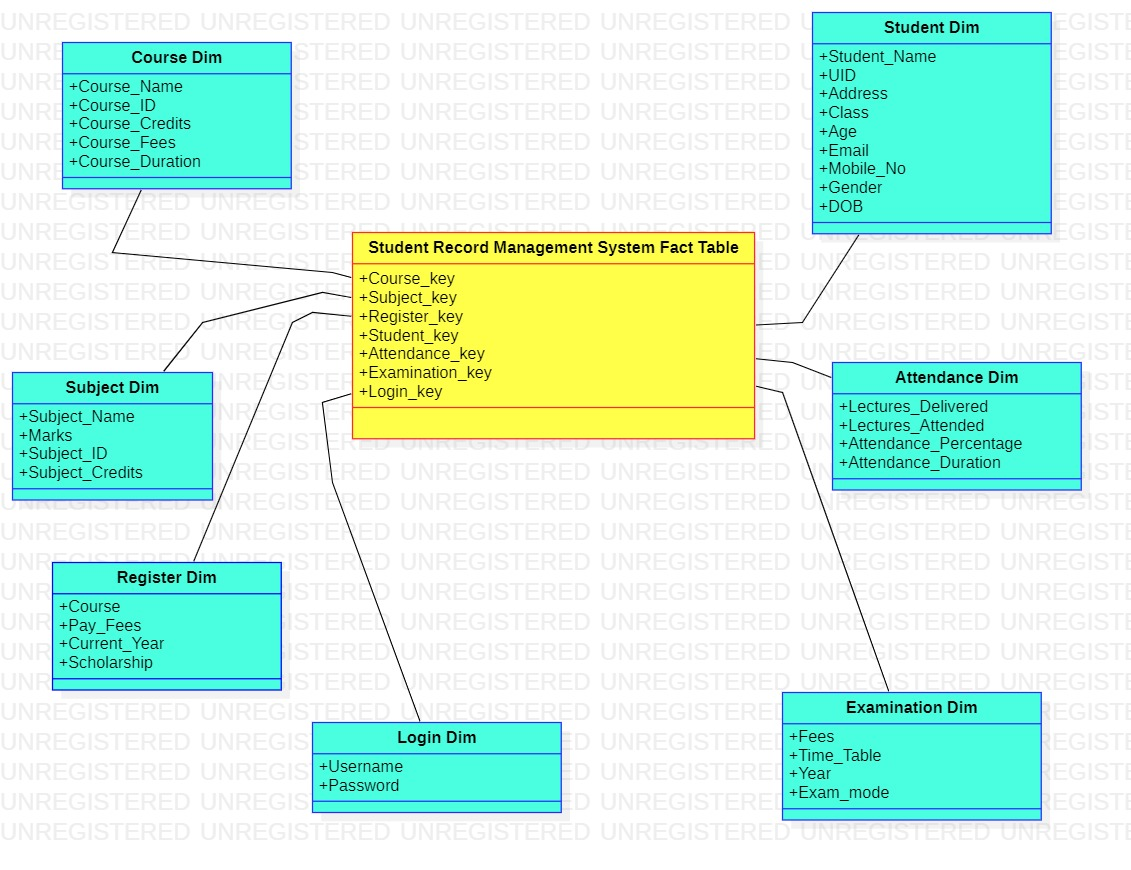 Course Dim
+Course_Name
+Course_ID
+Course_Credits
+Course_Fees
+Course_Duration
Student Dim
+Student_Name
+UID
+Address
+Class
+Age
+Email
+Mobile_No
+Gender
+DOB
Student Record Management System Fact Table
+Course_key
+Subject_key
+Register_key
+Student_key
+Attendance_key
+Examination_key
+Login_key
Subject Dim
+Subject_Name
+Marks
+Subject_ID
+Subject_Credits
Attendance Dim
+Lectures_Delivered
+Lectures_Attended
+Attendance_Percentage
+Attendance_Duration
Register Dim
+Course
+Pay_Fees
+Current_Year
+Scholarship
Login Dim
+Username
+Password
Examination Dim
+Fees
+Time_Table
+Year
+Exam_mode
UNREGISTERED